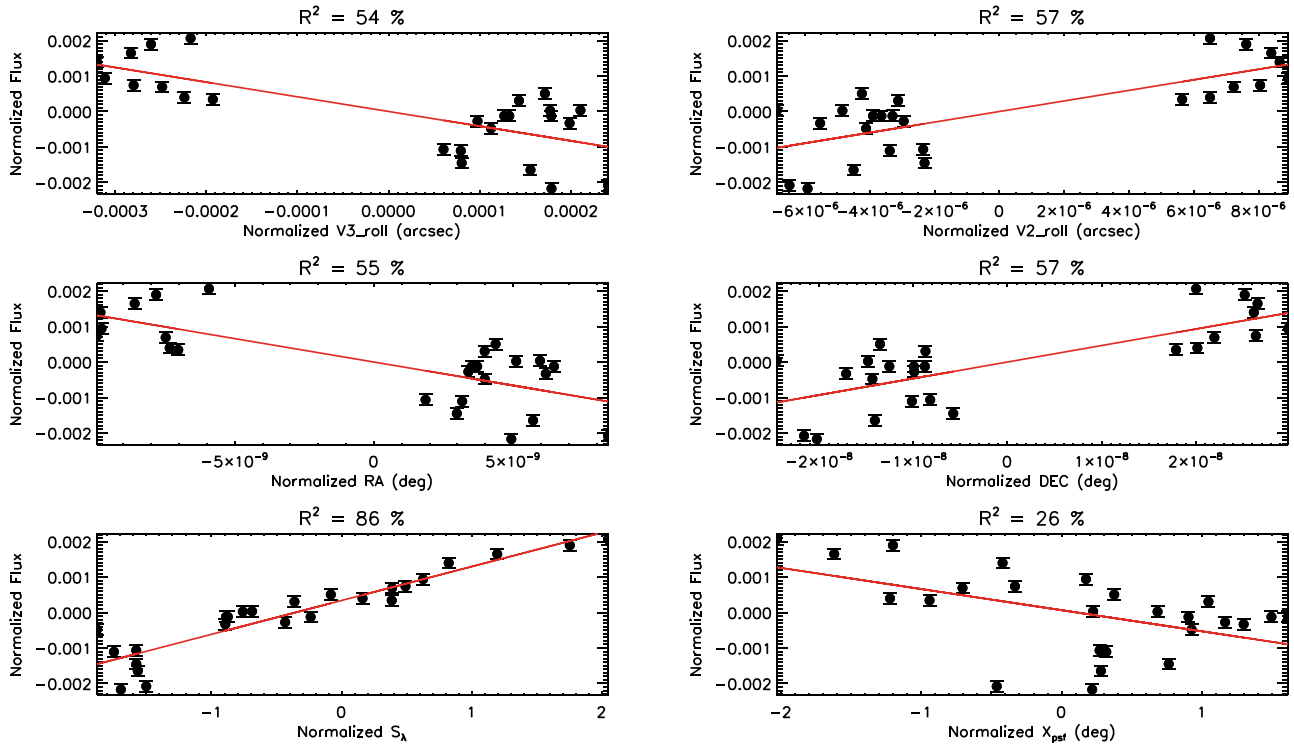 R² = 54 %
Normalized Flux
0.002
0.001
0.000
−0.001
−0.002
−0.0003 −0.0002 −0.0001 0.0000 0.0001 0.0002
Normalized V3_roll (arcsec)
R² = 57 %
Normalized Flux
0.002
0.001
0.000
−0.001
−0.002
−6×10⁻⁶ −4×10⁻⁶ −2×10⁻⁶ 0 2×10⁻⁶ 4×10⁻⁶ 6×10⁻⁶ 8×10⁻⁶
Normalized V2_roll (arcsec)
R² = 55 %
Normalized Flux
0.002
0.001
0.000
−0.001
−0.002
−5×10⁻⁹ 0 5×10⁻⁹
Normalized RA (deg)
R² = 57 %
Normalized Flux
0.002
0.001
0.000
−0.001
−0.002
−2×10⁻⁸ −1×10⁻⁸ 0 1×10⁻⁸ 2×10⁻⁸
Normalized DEC (deg)
R² = 86 %
Normalized Flux
0.002
0.001
0.000
−0.001
−0.002
−1 0 1 2
Normalized S_λ
R² = 26 %
Normalized Flux
0.002
0.001
0.000
−0.001
−0.002
−2 −1 0 1
Normalized X_psf (deg)